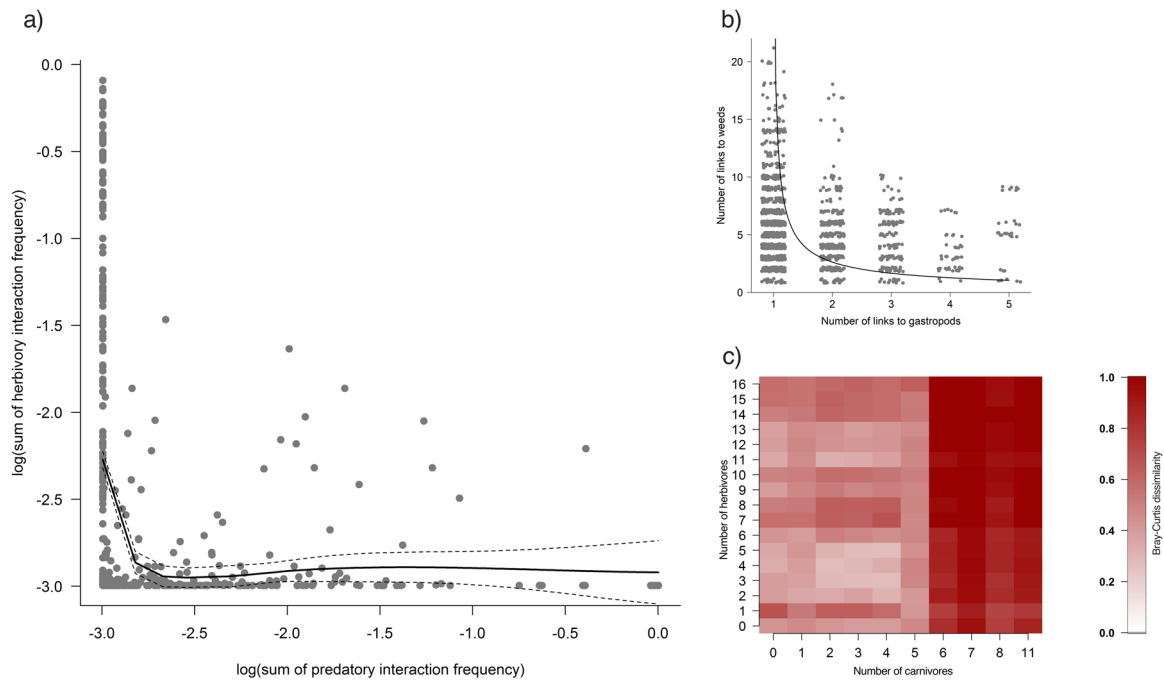 a)
log(sum of herbivory interaction frequency)
0.0
-0.5
-1.0
-1.5
-2.0
-2.5
-3.0
-3.0 -2.5 -2.0 -1.5 -1.0 -0.5 0.0
log(sum of predatory interaction frequency)
b)
Number of links to weeds
20
15
10
5
0
1 2 3 4 5
Number of links to gastropods
c)
Number of herbivores
16
15
14
13
12
11
10
9
8
7
6
5
4
3
2
1
0
0 1 2 3 4 5 6 7 8 11
Number of carnivores
1.0
0.8
0.6
0.4
0.2
0.0
Bray-Curtis dissimilarity